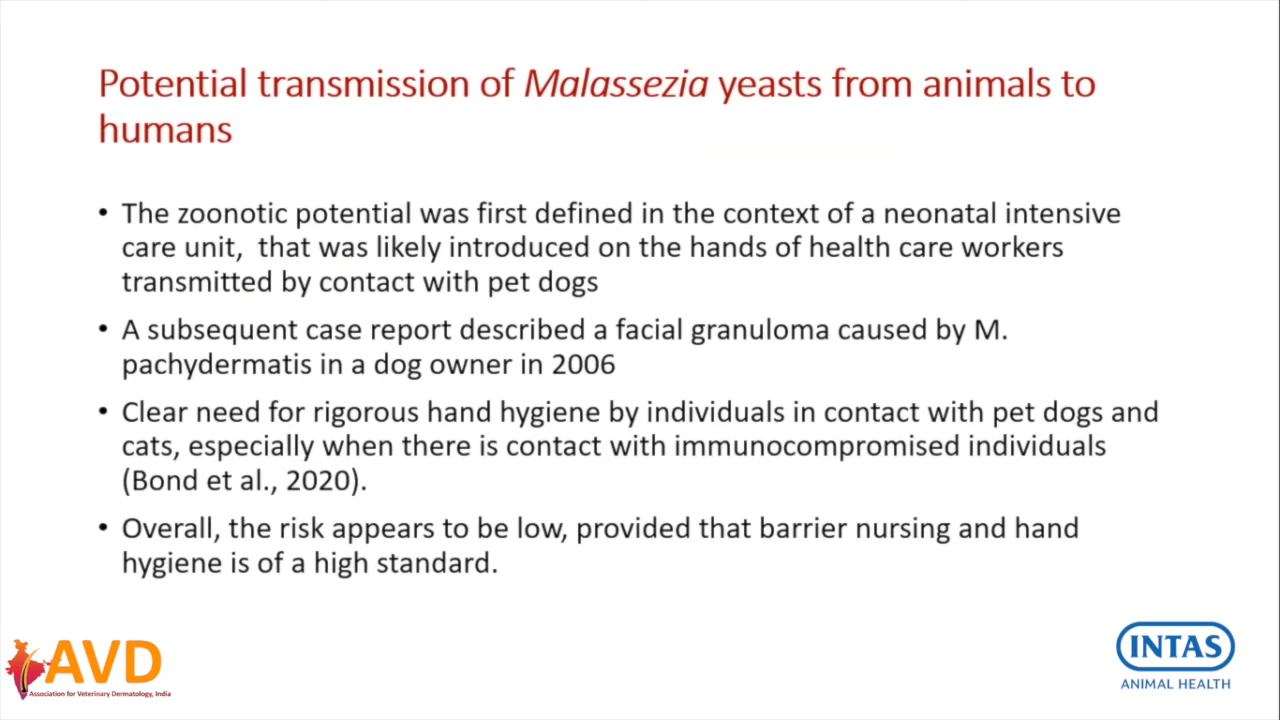 Potential transmission of Malassezia yeasts from animals to
humans
• The zoonotic potential was first defined in the context of a neonatal intensive
care unit,  that was likely introduced on the hands of health care workers
transmitted by contact with pet dogs
• A subsequent case report described a facial granuloma caused by M.
pachydermatis in a dog owner in 2006
• Clear need for rigorous hand hygiene by individuals in contact with pet dogs and
cats, especially when there is contact with immunocompromised individuals
(Bond et al., 2020).
• Overall, the risk appears to be low, provided that barrier nursing and hand
hygiene is of a high standard.
AVD
Association for Veterinary Dermatology, India
INTAS
ANIMAL HEALTH